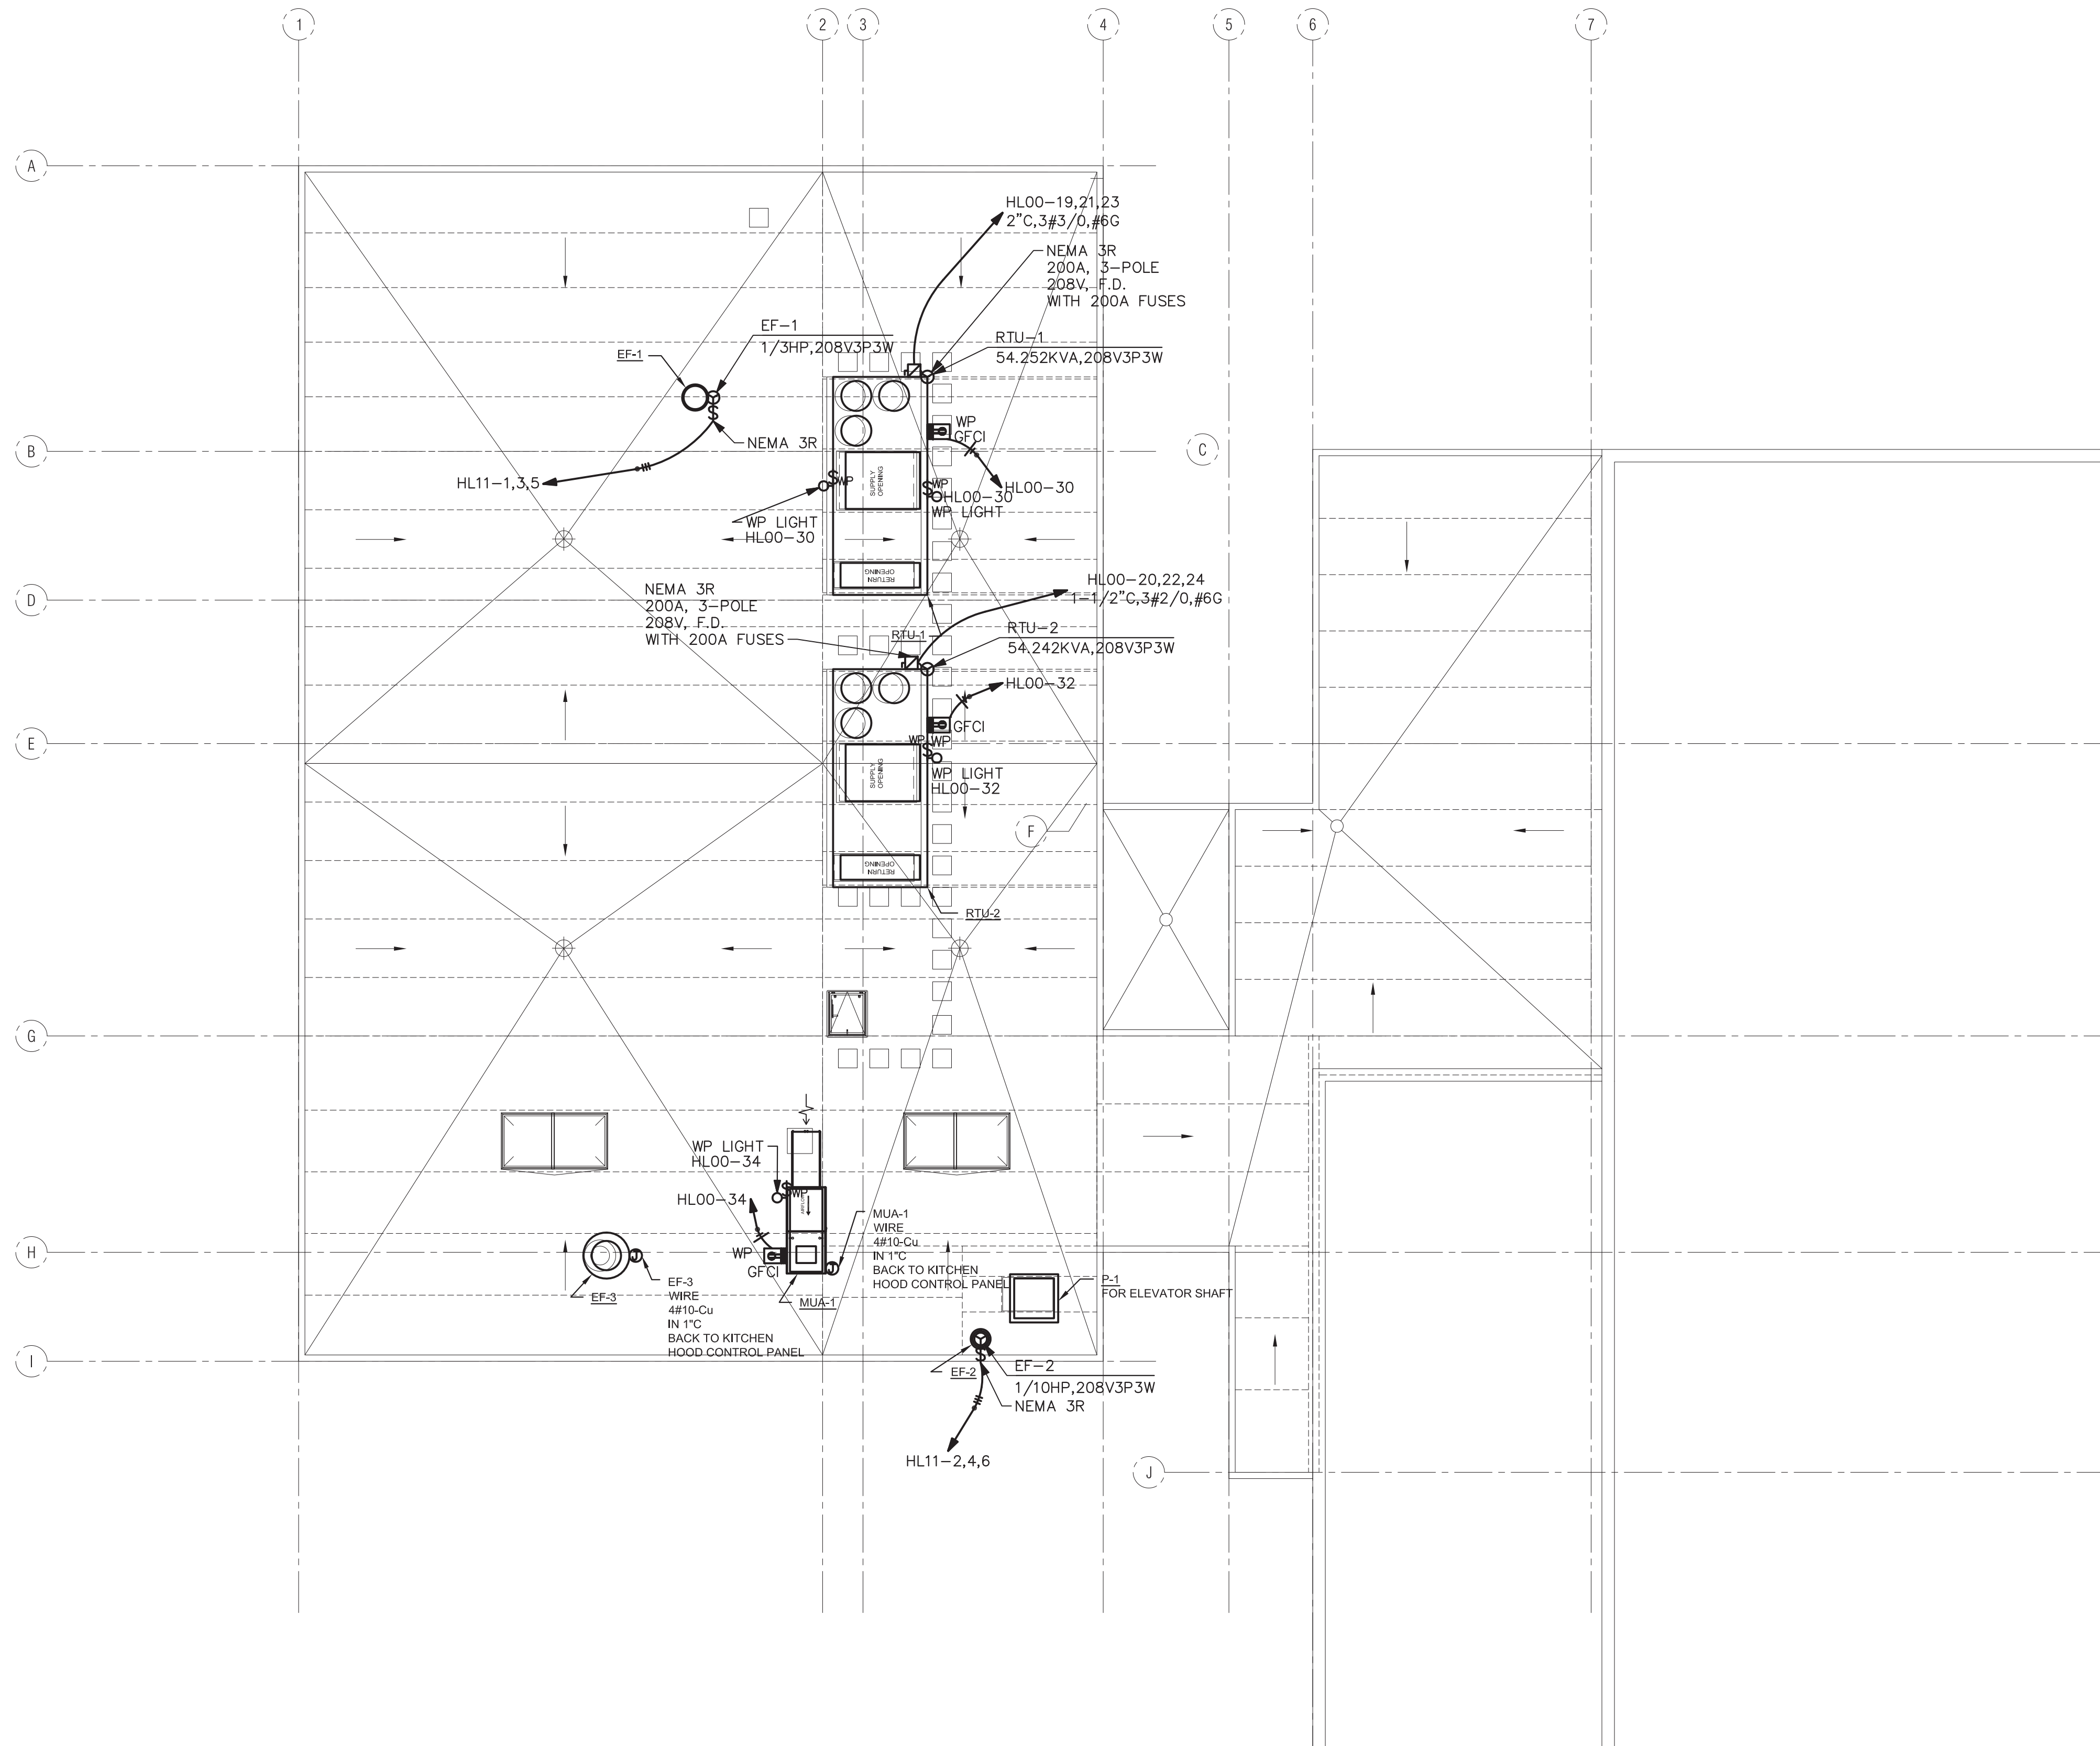 1
2
3
4
5
6
7
A
B
C
D
E
F
G
H
I
J
HL00-19,21,23
2"C,3#3/0,#6G
NEMA 3R
200A, 3-POLE
208V, F.D.
WITH 200A FUSES
EF-1
1/3HP,208V3P3W
EF-1
RTU-1
54.252KVA,208V3P3W
NEMA 3R
HL11-1,3,5
WP
GFCI
HL00-30
WP
SUPPLY
OPENING
WP
HL00-30
WP LIGHT
WP LIGHT
HL00-30
RETURN
OPENING
NEMA 3R
200A, 3-POLE
208V, F.D.
WITH 200A FUSES
HL00-20,22,24
1-1/2"C,3#2/0,#6G
RTU-1
RTU-2
54.242KVA,208V3P3W
HL00-32
GFCI
WP
WP
SUPPLY
OPENING
WP LIGHT
HL00-32
RETURN
OPENING
RTU-2
WP LIGHT
HL00-34
WP
HL00-34
AIRFLOW
WP
GFCI
J
MUA-1
WIRE
4#10-Cu
IN 1"C
BACK TO KITCHEN
HOOD CONTROL PANEL
MUA-1
J
EF-3
EF-3
WIRE
4#10-Cu
IN 1"C
BACK TO KITCHEN
HOOD CONTROL PANEL
P-1
FOR ELEVATOR SHAFT
EF-2
EF-2
1/10HP,208V3P3W
NEMA 3R
HL11-2,4,6